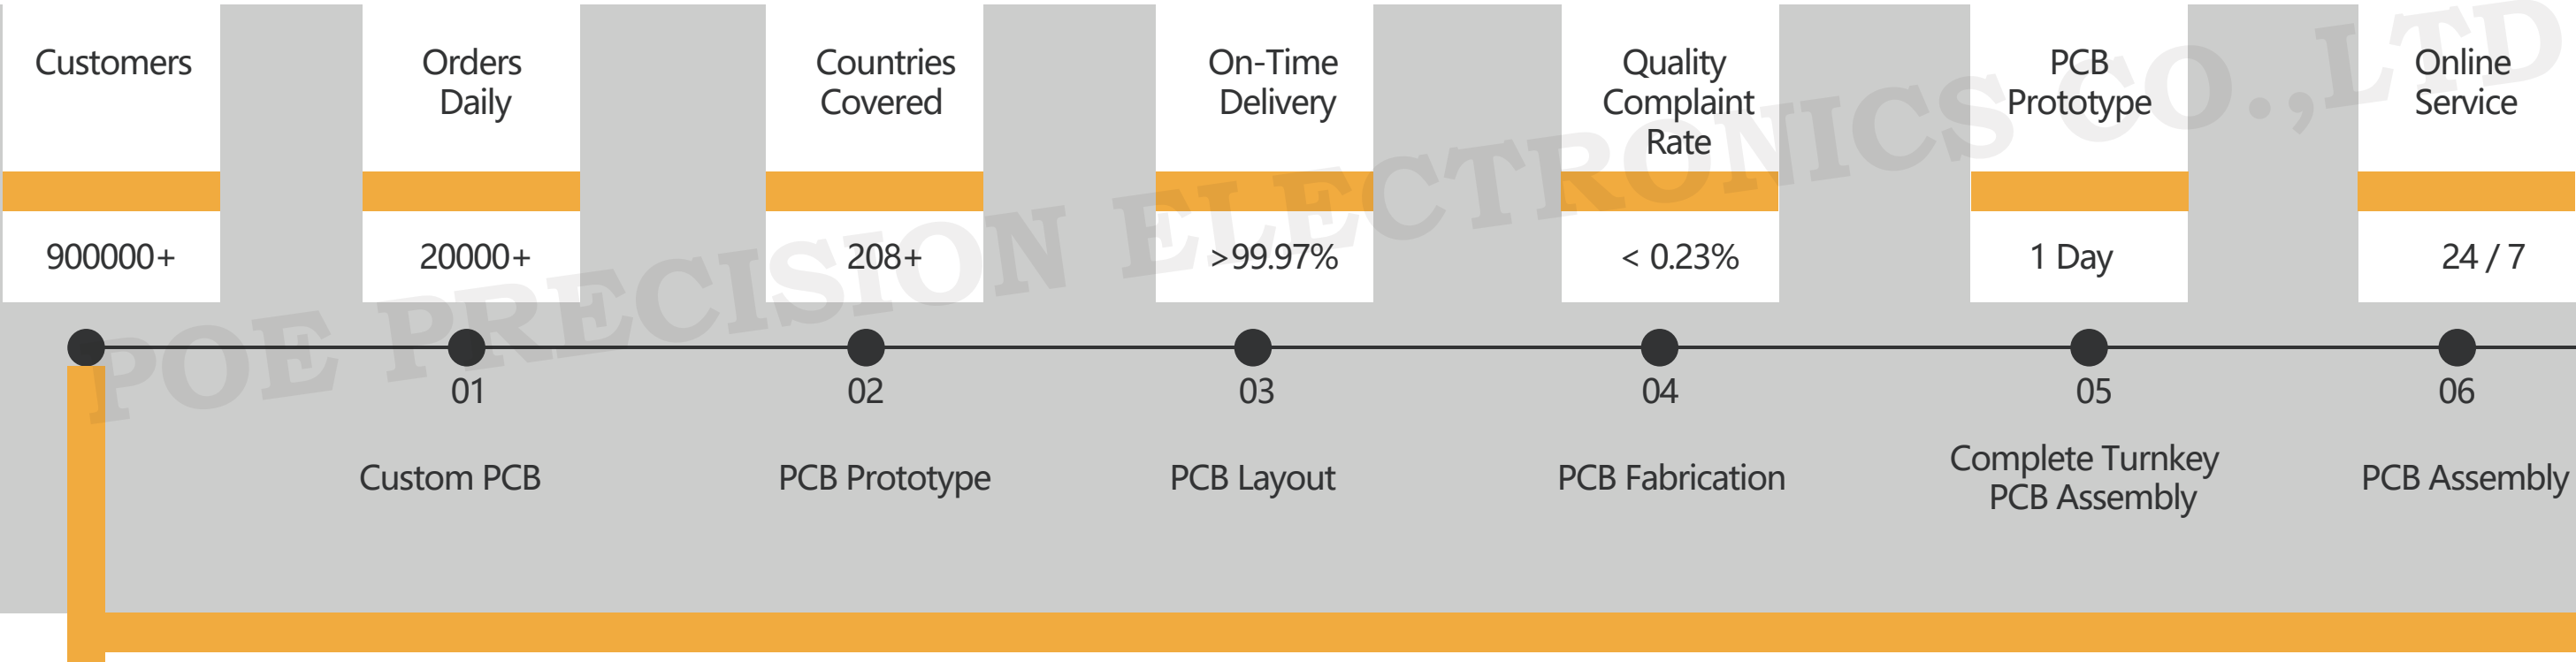 Customers
900000+
Orders
Daily
20000+
Countries
Covered
208+
On-Time
Delivery
>99.97%
Quality
Complaint
Rate
< 0.23%
PCB
Prototype
1 Day
Online
Service
24 / 7
POE PRECISION ELECTRONICS CO.,LTD
01
Custom PCB
02
PCB Prototype
03
PCB Layout
04
PCB Fabrication
05
Complete Turnkey
PCB Assembly
06
PCB Assembly